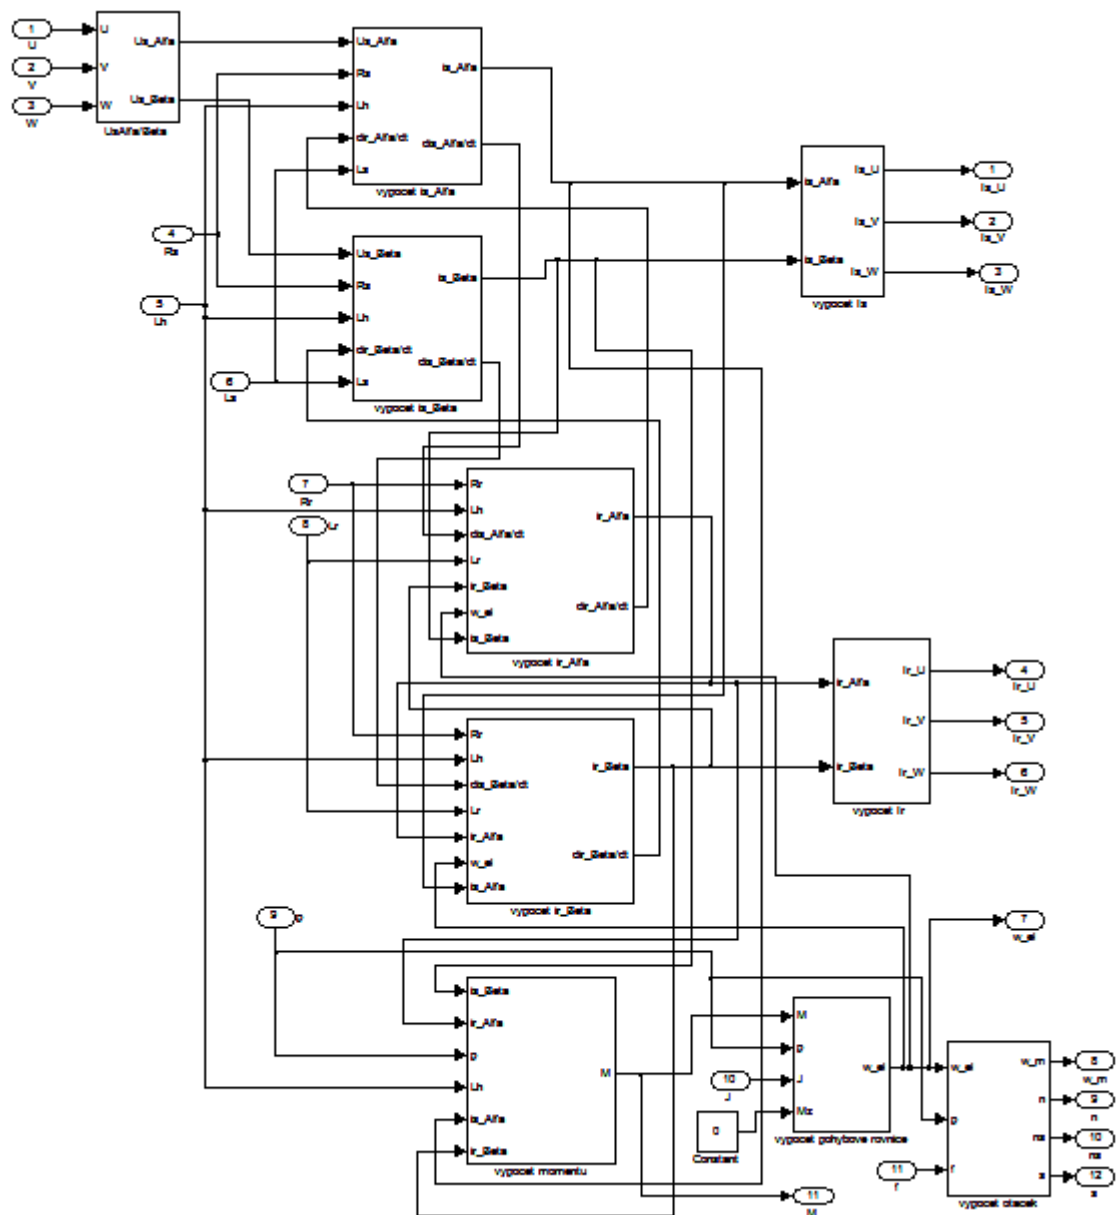 1
U
2
V
3
W
U
V
W
Us_Alfa
Us_Beta
UsAlfa/Beta
Us_Alfa
Rs
Lh
dir_Alfa/dt
Ls
is_Alfa
dis_Alfa/dt
vypocet is_Alfa
4
Rs
5
Lh
6
Ls
Us_Beta
Rs
Lh
dir_Beta/dt
Ls
is_Beta
dis_Beta/dt
vypocet is_Beta
is_Alfa
is_Beta
Is_U
Is_V
Is_W
vypocet Is
1
Is_U
2
Is_V
3
Is_W
7
Rr
8
Lr
Rr
Lh
dis_Alfa/dt
Lr
ir_Beta
w_el
is_Beta
ir_Alfa
dir_Alfa/dt
vypocet ir_Alfa
Rr
Lh
dis_Beta/dt
Lr
ir_Alfa
w_el
is_Alfa
ir_Beta
dir_Beta/dt
vypocet ir_Beta
ir_Alfa
ir_Beta
Ir_U
Ir_V
Ir_W
vypocet Ir
4
Ir_U
5
Ir_V
6
Ir_W
9
p
is_Beta
ir_Alfa
p
Lh
is_Alfa
ir_Beta
M
vypocet momentu
10
J
0
Constant
M
p
J
Mz
w_el
vypocet pohybove rovnice
7
w_el
11
f
w_el
p
f
w_m
n
ns
s
vypocet otacek
8
w_m
9
n
10
ns
12
s
11
M